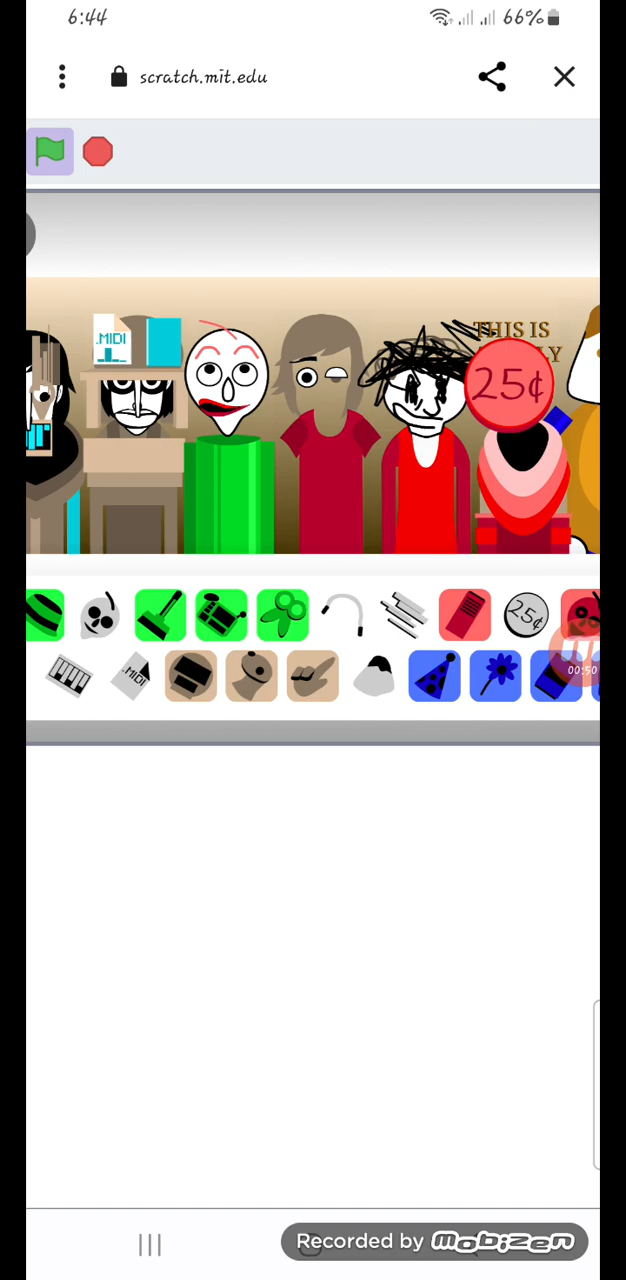 6:44
66%
scratch.mit.edu
THIS IS
.MIDI
25¢
25¢
.MIDI
00:50
Recorded by mobizen